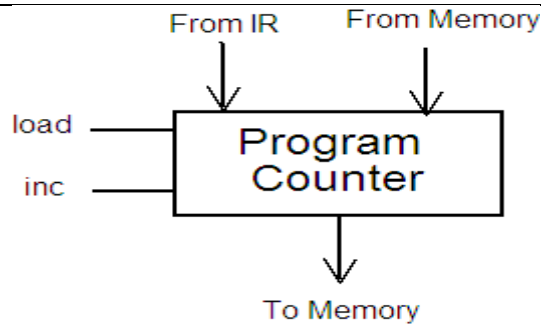 From IR
From Memory
load
Program
Counter
inc
To Memory